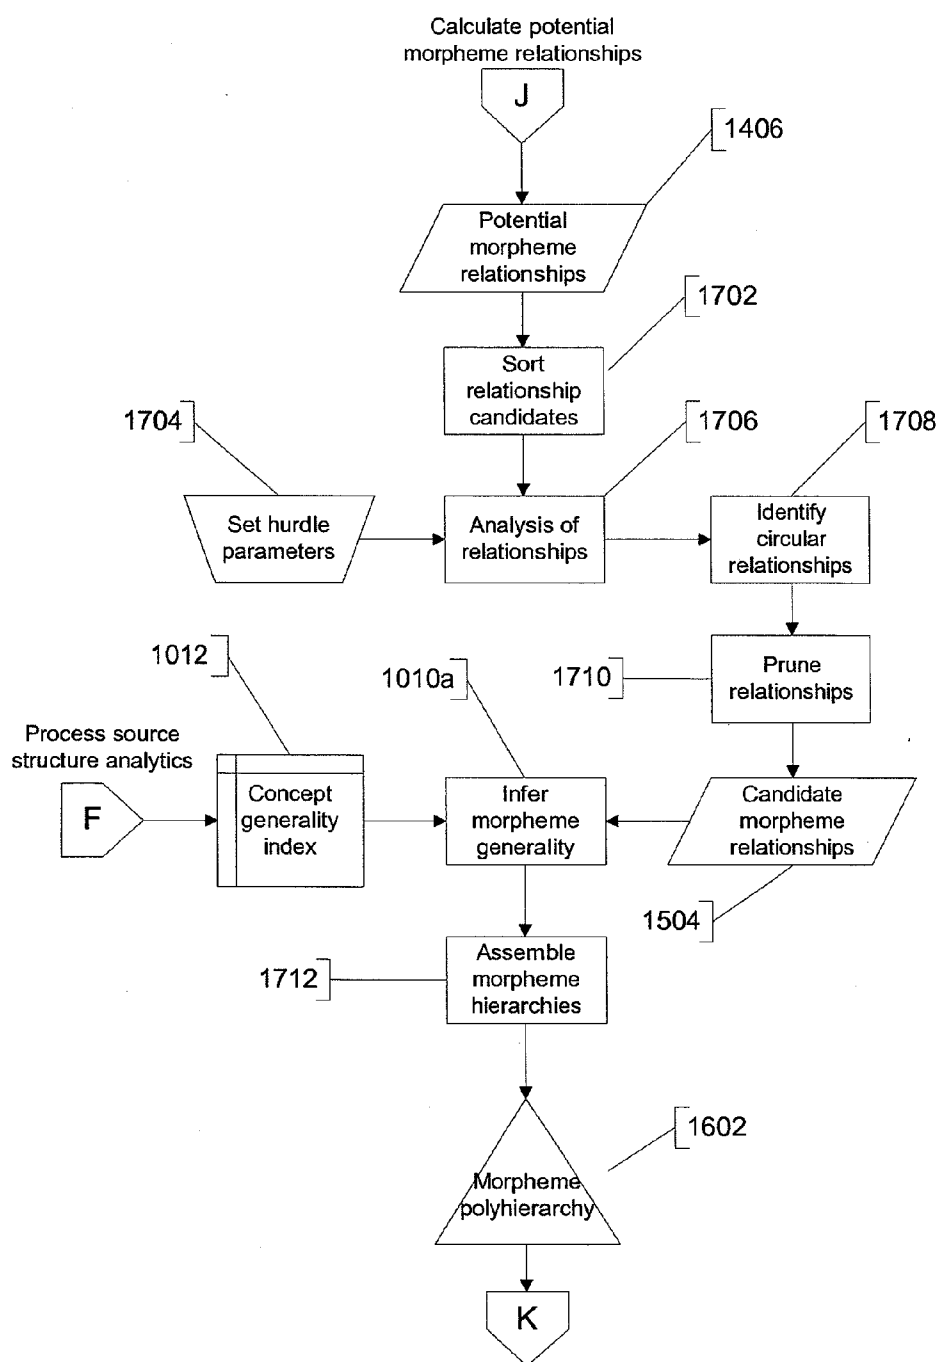 Calculate potential
morpheme relationships
J
1406
Potential
morpheme
relationships
1702
Sort
relationship
candidates
1704
1706
1708
Set hurdle
parameters
Analysis of
relationships
Identify
circular
relationships
1012
1010a
1710
Prune
relationships
Process source
structure analytics
F
Concept
generality
index
Infer
morpheme
generality
Candidate
morpheme
relationships
1504
1712
Assemble
morpheme
hierarchies
1602
Morpheme
polyhierarchy
K